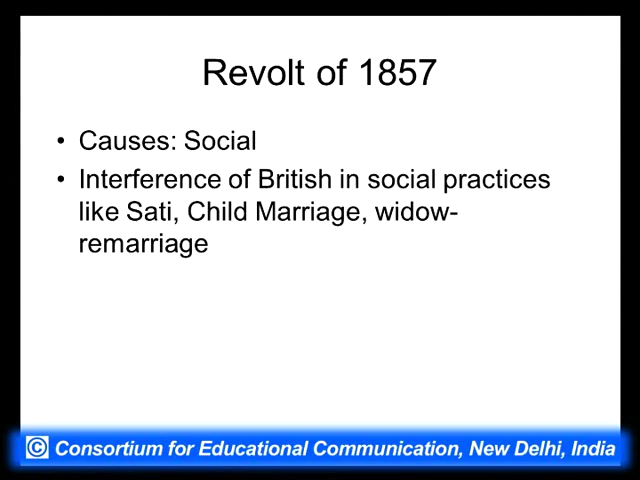 Revolt of 1857
• Causes: Social
• Interference of British in social practices
like Sati, Child Marriage, widow-
remarriage
© Consortium for Educational Communication, New Delhi, India